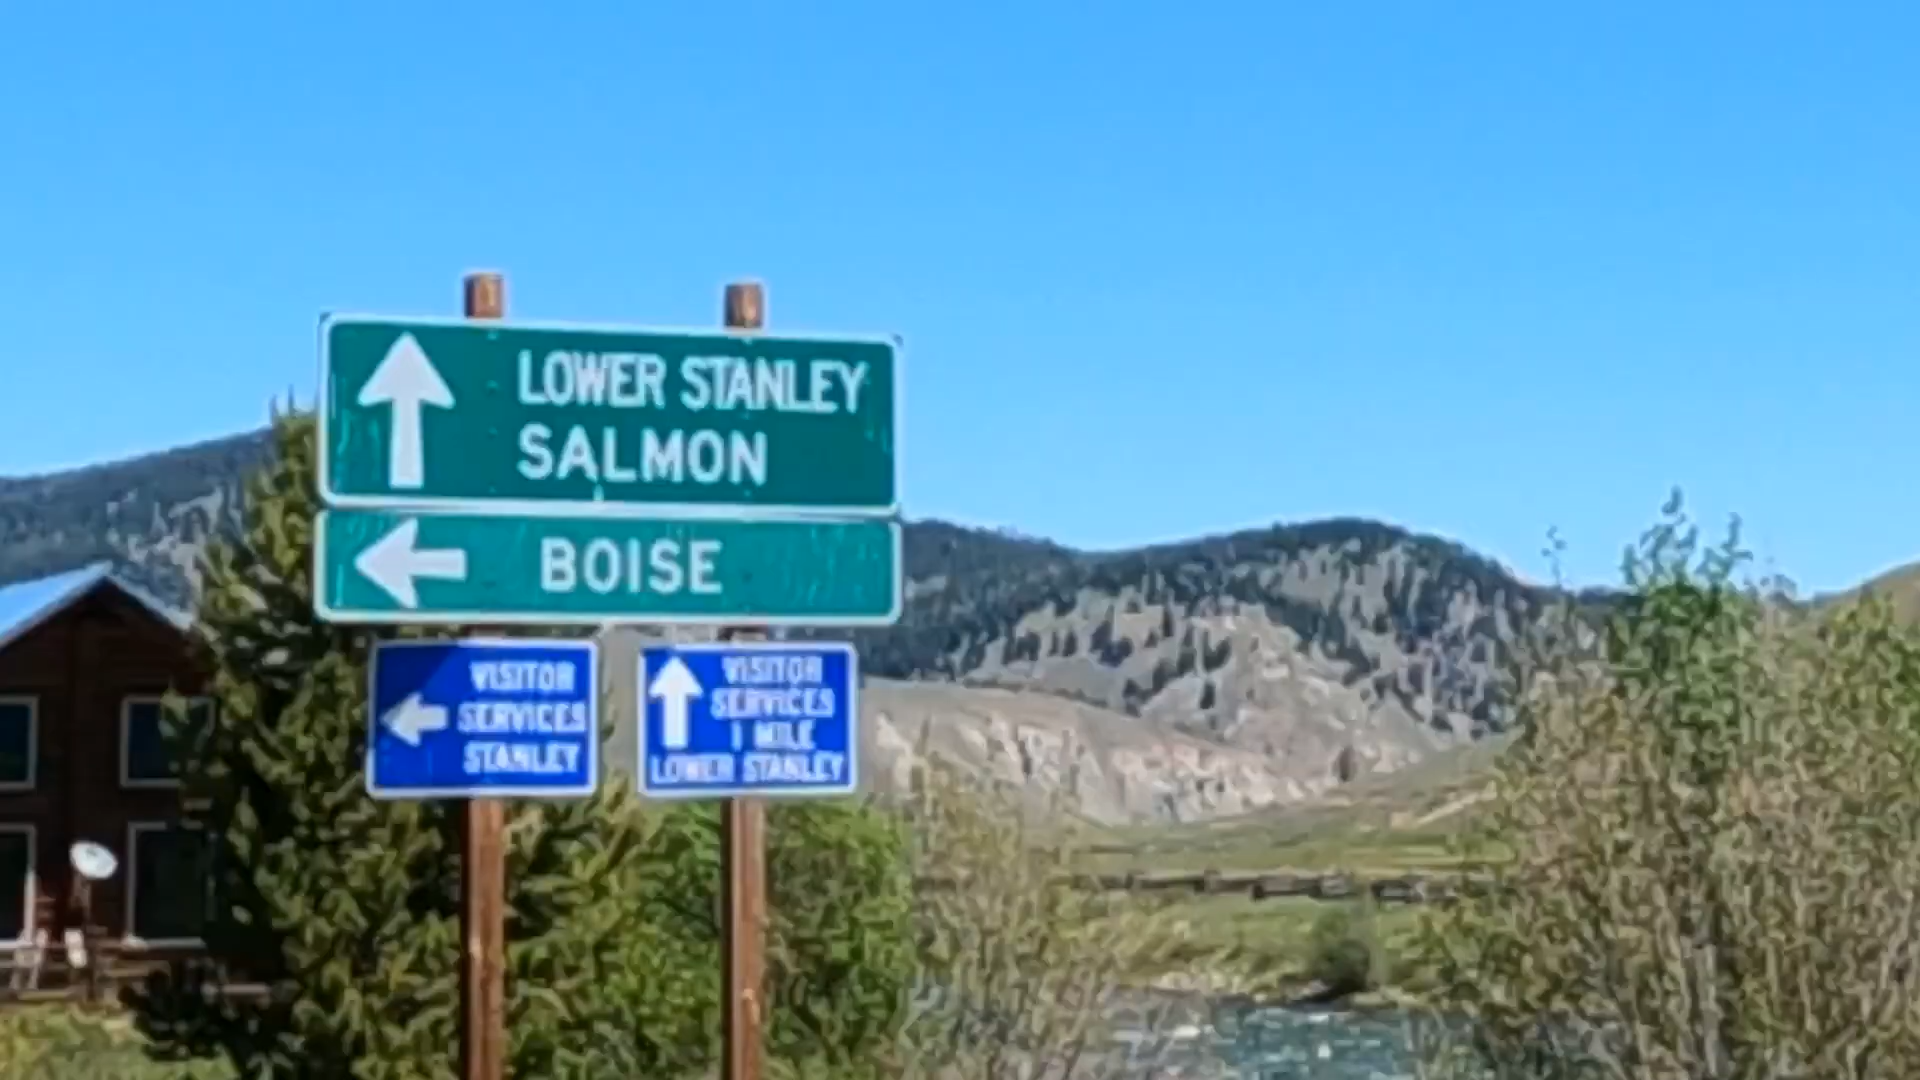 LOWER STANLEY
SALMON
BOISE
VISITOR
SERVICES
STANLEY
VISITOR
SERVICES
1 MILE
LOWER STANLEY